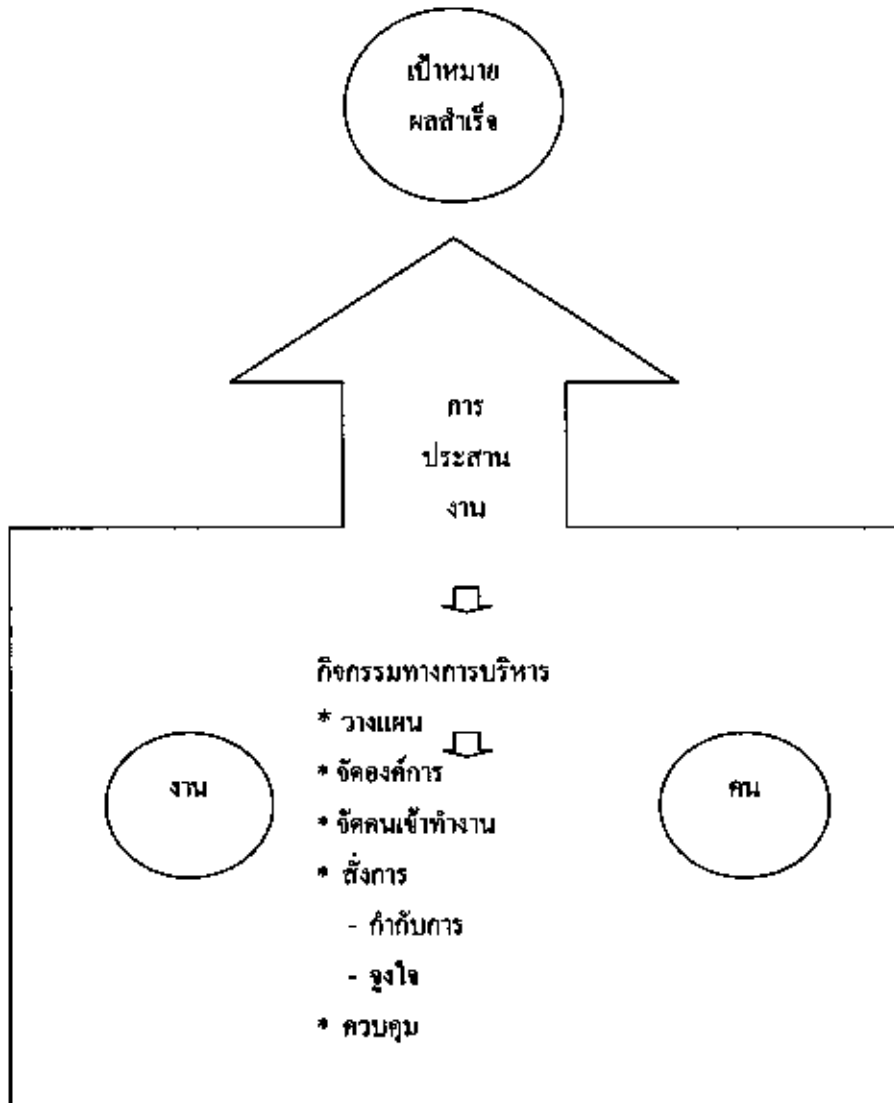 เป้าหมาย
ผลสำเร็จ
การ
ประสาน
งาน
กิจกรรมทางการบริหาร
* วางแผน
* จัดองค์การ
* จัดคนเข้าทำงาน
* สั่งการ
- กำกับการ
- จูงใจ
* ควบคุม
งาน
คน